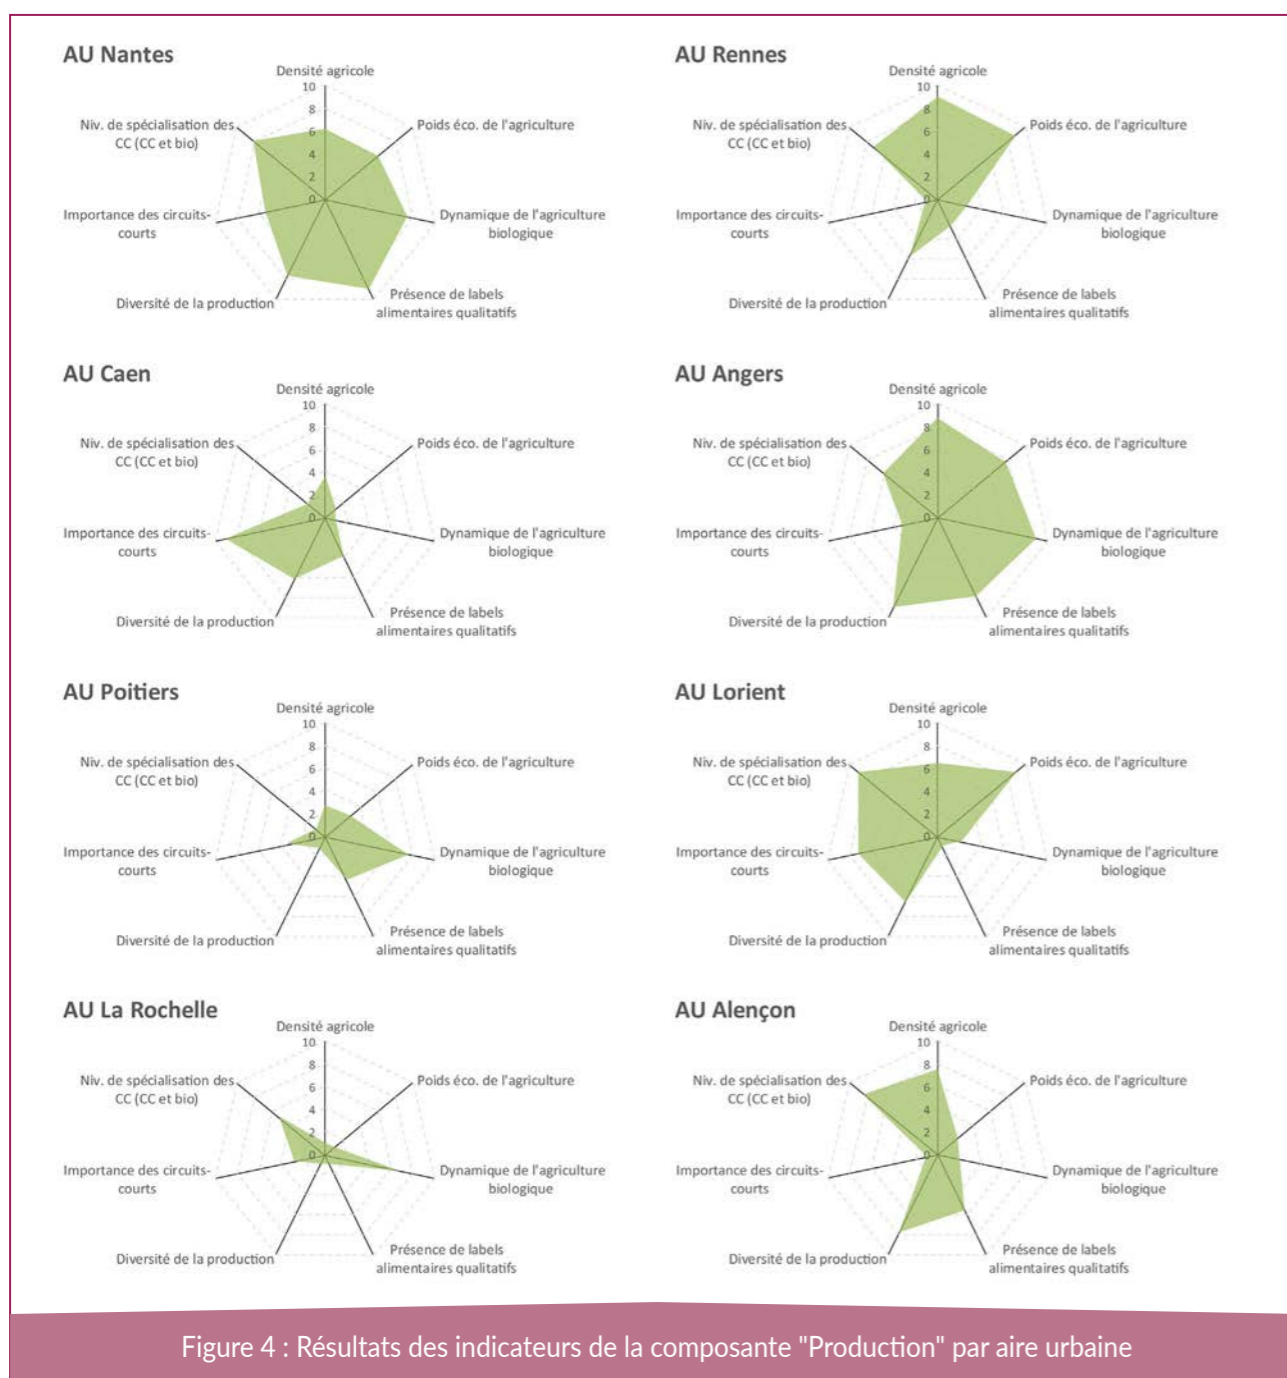 AU Nantes
Densité agricole
10
8
6
4
2
0
Poids éco. de l'agriculture
Dynamique de l'agriculture
biologique
Présence de labels
alimentaires qualitatifs
Diversité de la production
Importance des circuits-
courts
Niv. de spécialisation des
CC (CC et bio)
AU Rennes
Densité agricole
10
8
6
4
2
0
Poids éco. de l'agriculture
Dynamique de l'agriculture
biologique
Présence de labels
alimentaires qualitatifs
Diversité de la production
Importance des circuits-
courts
Niv. de spécialisation des
CC (CC et bio)
AU Caen
Densité agricole
10
8
6
4
2
0
Poids éco. de l'agriculture
Dynamique de l'agriculture
biologique
Présence de labels
alimentaires qualitatifs
Diversité de la production
Importance des circuits-
courts
Niv. de spécialisation des
CC (CC et bio)
AU Angers
Densité agricole
10
8
6
4
2
0
Poids éco. de l'agriculture
Dynamique de l'agriculture
biologique
Présence de labels
alimentaires qualitatifs
Diversité de la production
Importance des circuits-
courts
Niv. de spécialisation des
CC (CC et bio)
AU Poitiers
Densité agricole
10
8
6
4
2
0
Poids éco. de l'agriculture
Dynamique de l'agriculture
biologique
Présence de labels
alimentaires qualitatifs
Diversité de la production
Importance des circuits-
courts
Niv. de spécialisation des
CC (CC et bio)
AU Lorient
Densité agricole
10
8
6
4
2
0
Poids éco. de l'agriculture
Dynamique de l'agriculture
biologique
Présence de labels
alimentaires qualitatifs
Diversité de la production
Importance des circuits-
courts
Niv. de spécialisation des
CC (CC et bio)
AU La Rochelle
Densité agricole
10
8
6
4
2
0
Poids éco. de l'agriculture
Dynamique de l'agriculture
biologique
Présence de labels
alimentaires qualitatifs
Diversité de la production
Importance des circuits-
courts
Niv. de spécialisation des
CC (CC et bio)
AU Alençon
Densité agricole
10
8
6
4
2
0
Poids éco. de l'agriculture
Dynamique de l'agriculture
biologique
Présence de labels
alimentaires qualitatifs
Diversité de la production
Importance des circuits-
courts
Niv. de spécialisation des
CC (CC et bio)
Figure 4 : Résultats des indicateurs de la composante "Production" par aire urbaine